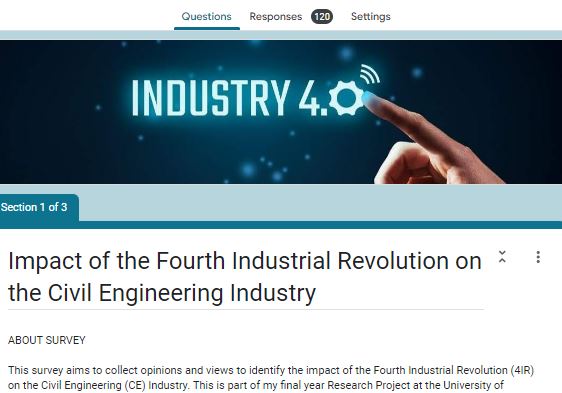 Questions Responses 120 Settings
INDUSTRY 4.0
Section 1 of 3
Impact of the Fourth Industrial Revolution on
the Civil Engineering Industry
ABOUT SURVEY
This survey aims to collect opinions and views to identify the impact of the Fourth Industrial Revolution (4IR)
on the Civil Engineering (CE) Industry. This is part of my final year Research Project at the University of